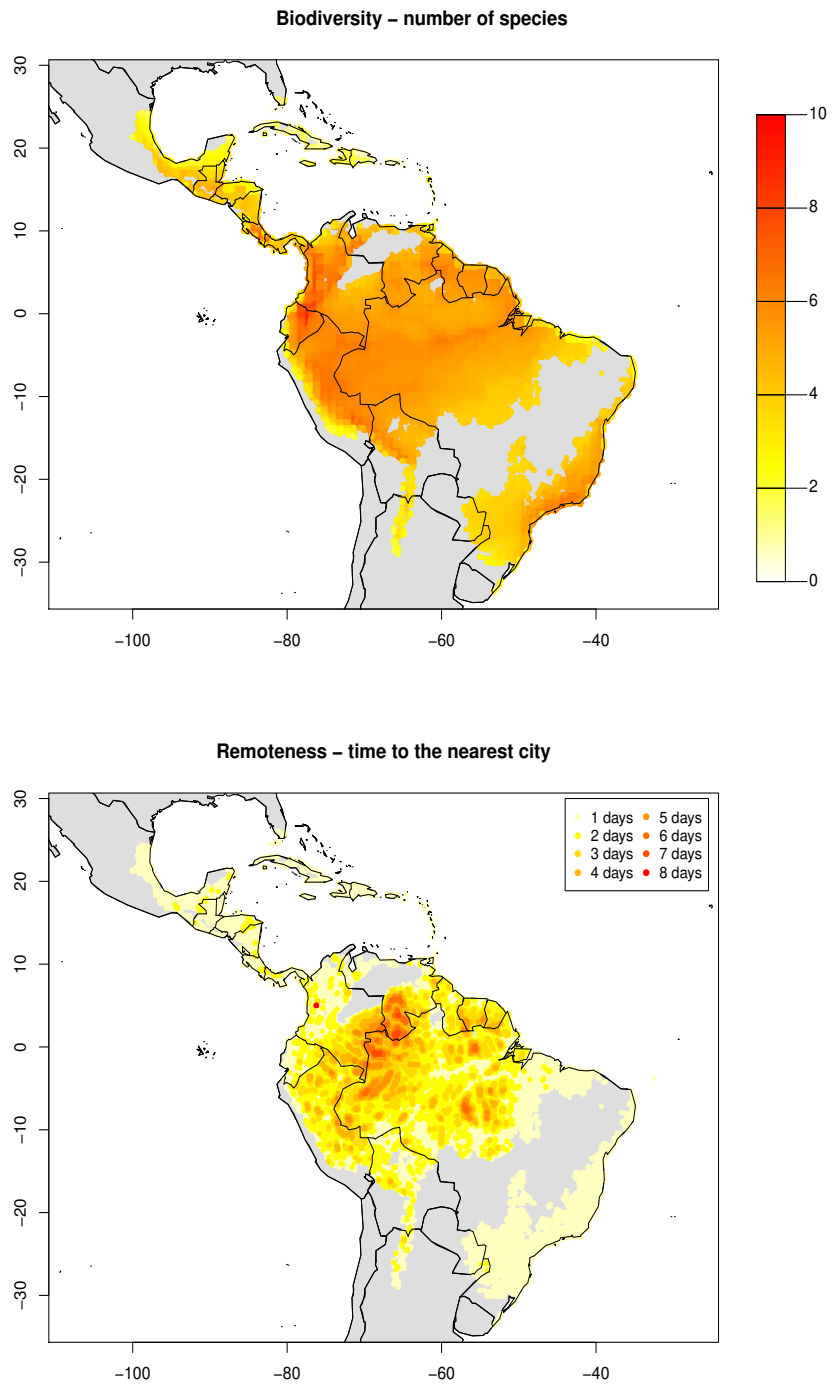 Biodiversity − number of species
30
20
10
0
−10
−20
−30
−100 −80 −60 −40
10
8
6
4
2
0
Remoteness − time to the nearest city
30
20
10
0
−10
−20
−30
−100 −80 −60 −40
1 days 5 days
2 days 6 days
3 days 7 days
4 days 8 days